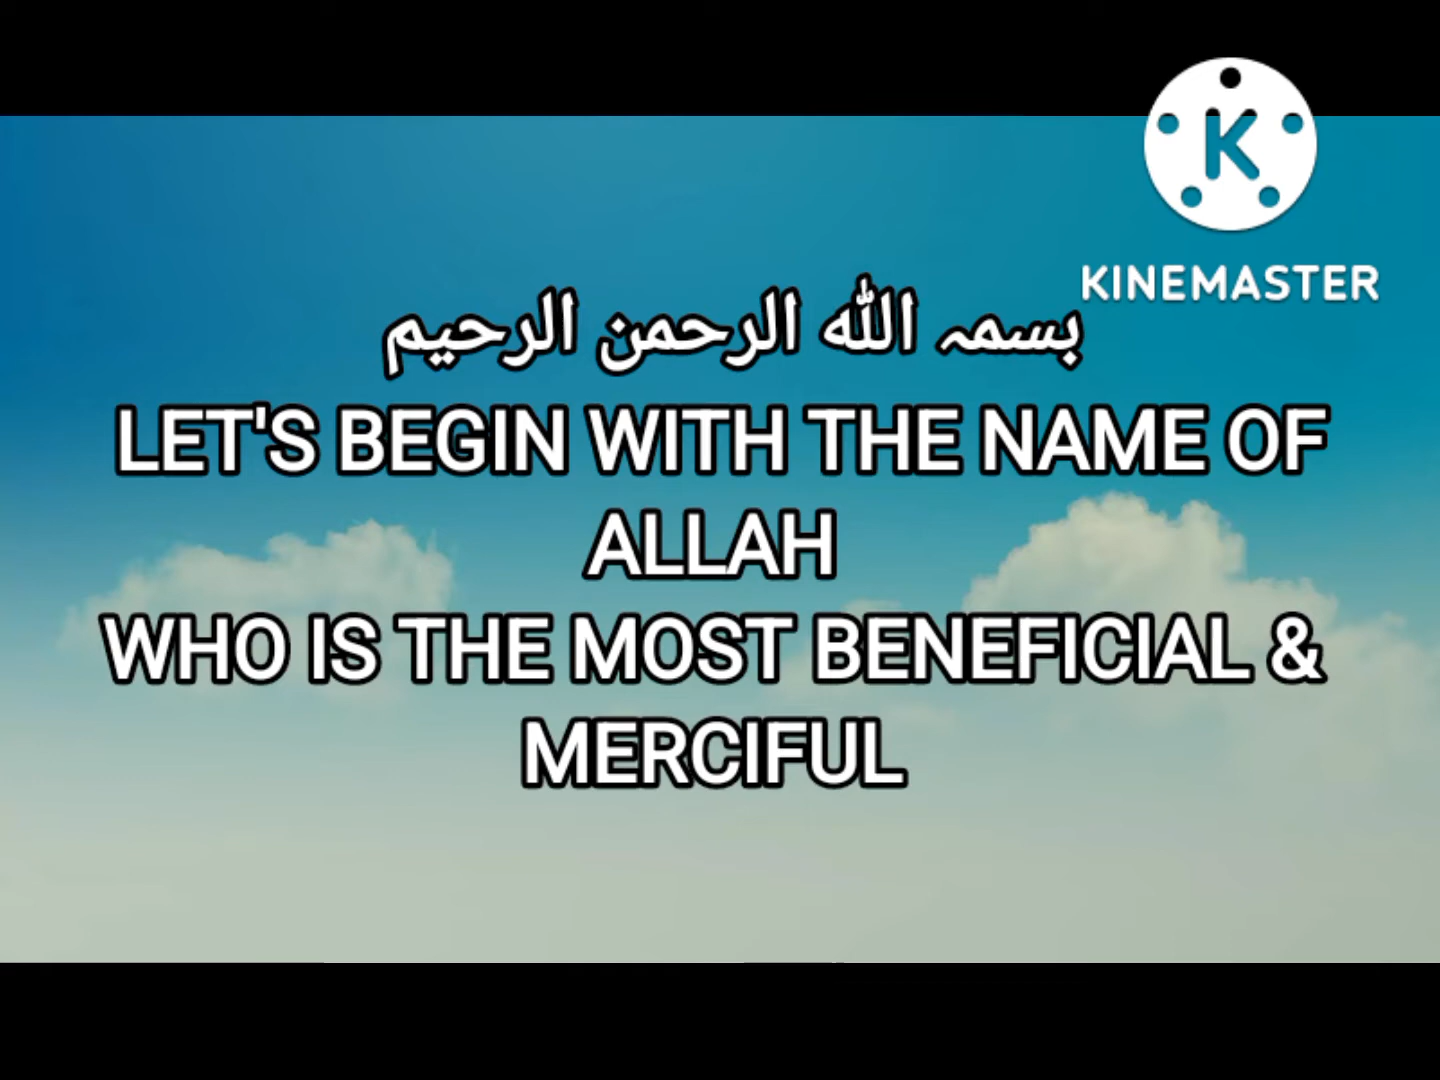 KINEMASTER
بسمہ اللہ الرحمن الرحیم
LET'S BEGIN WITH THE NAME OF
ALLAH
WHO IS THE MOST BENEFICIAL &
MERCIFUL